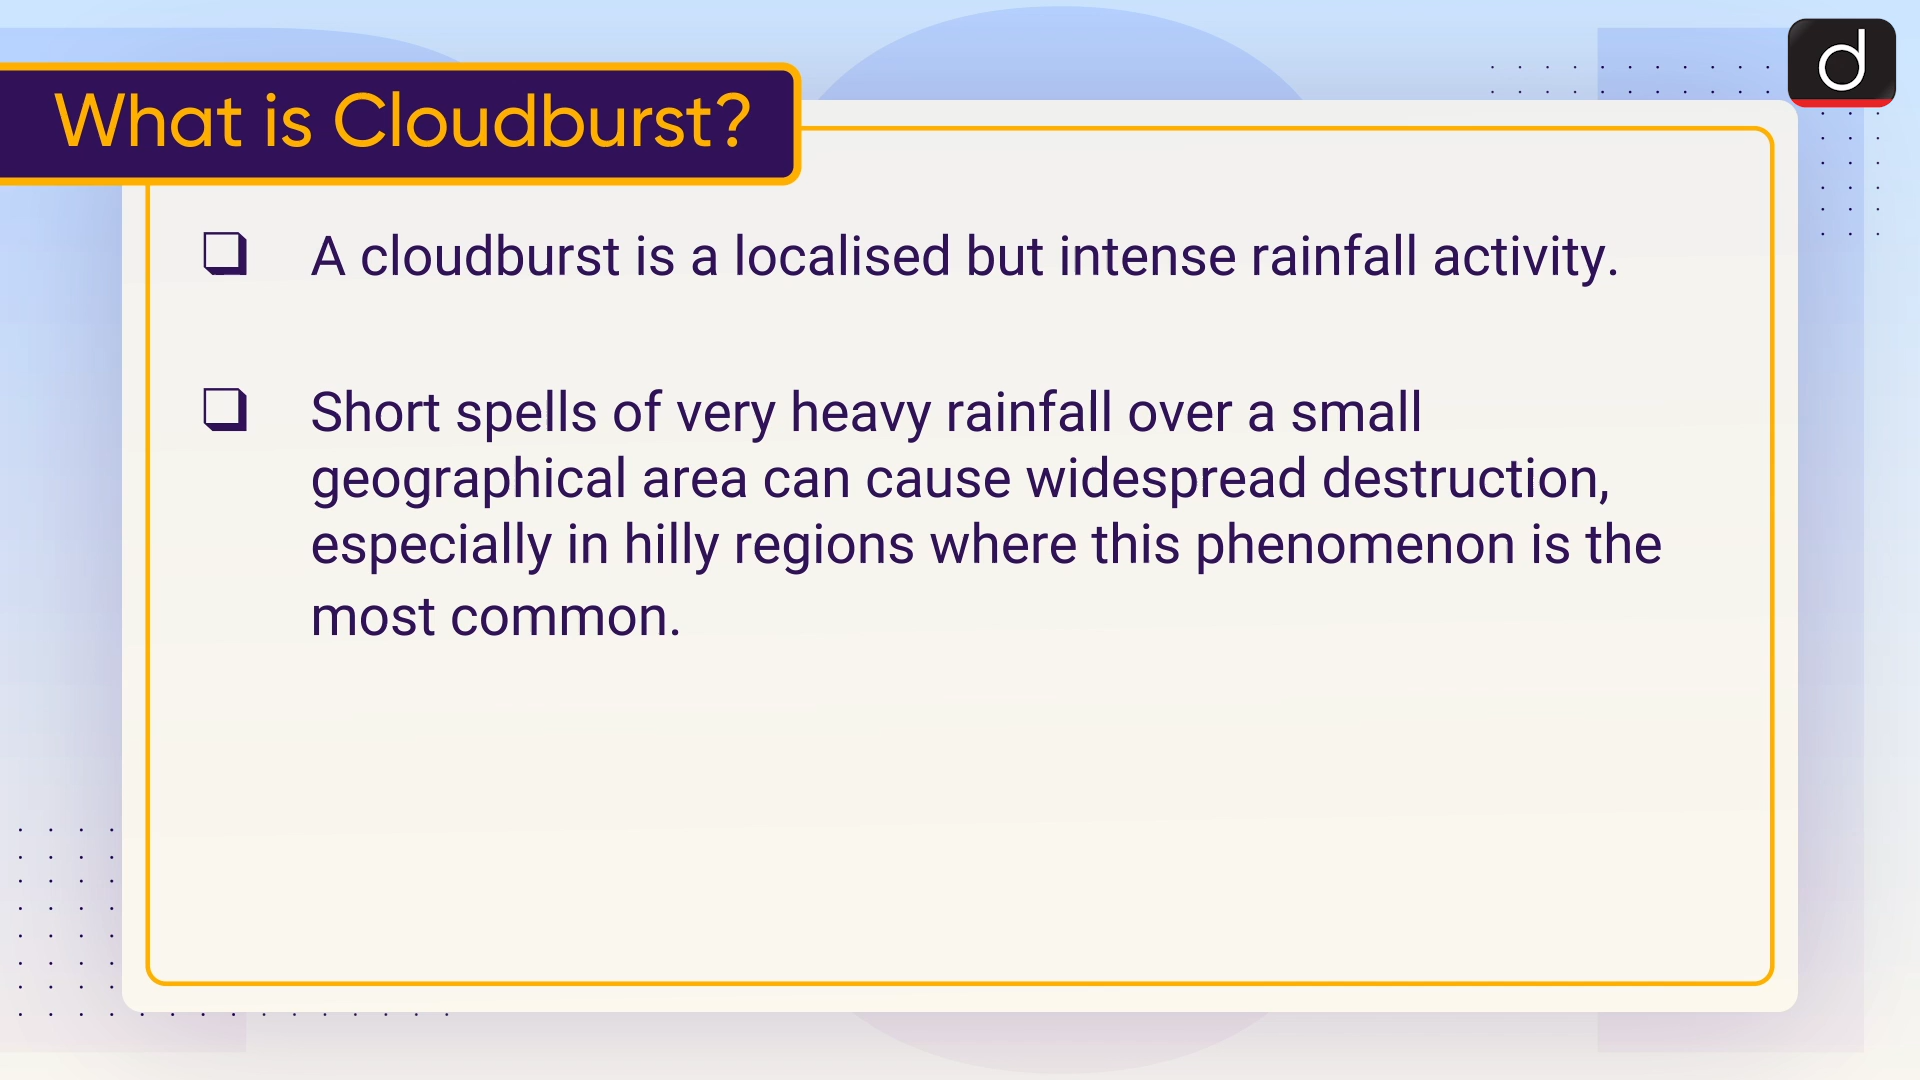 What is Cloudburst?
d
❑ A cloudburst is a localised but intense rainfall activity.
❑ Short spells of very heavy rainfall over a small
geographical area can cause widespread destruction,
especially in hilly regions where this phenomenon is the
most common.